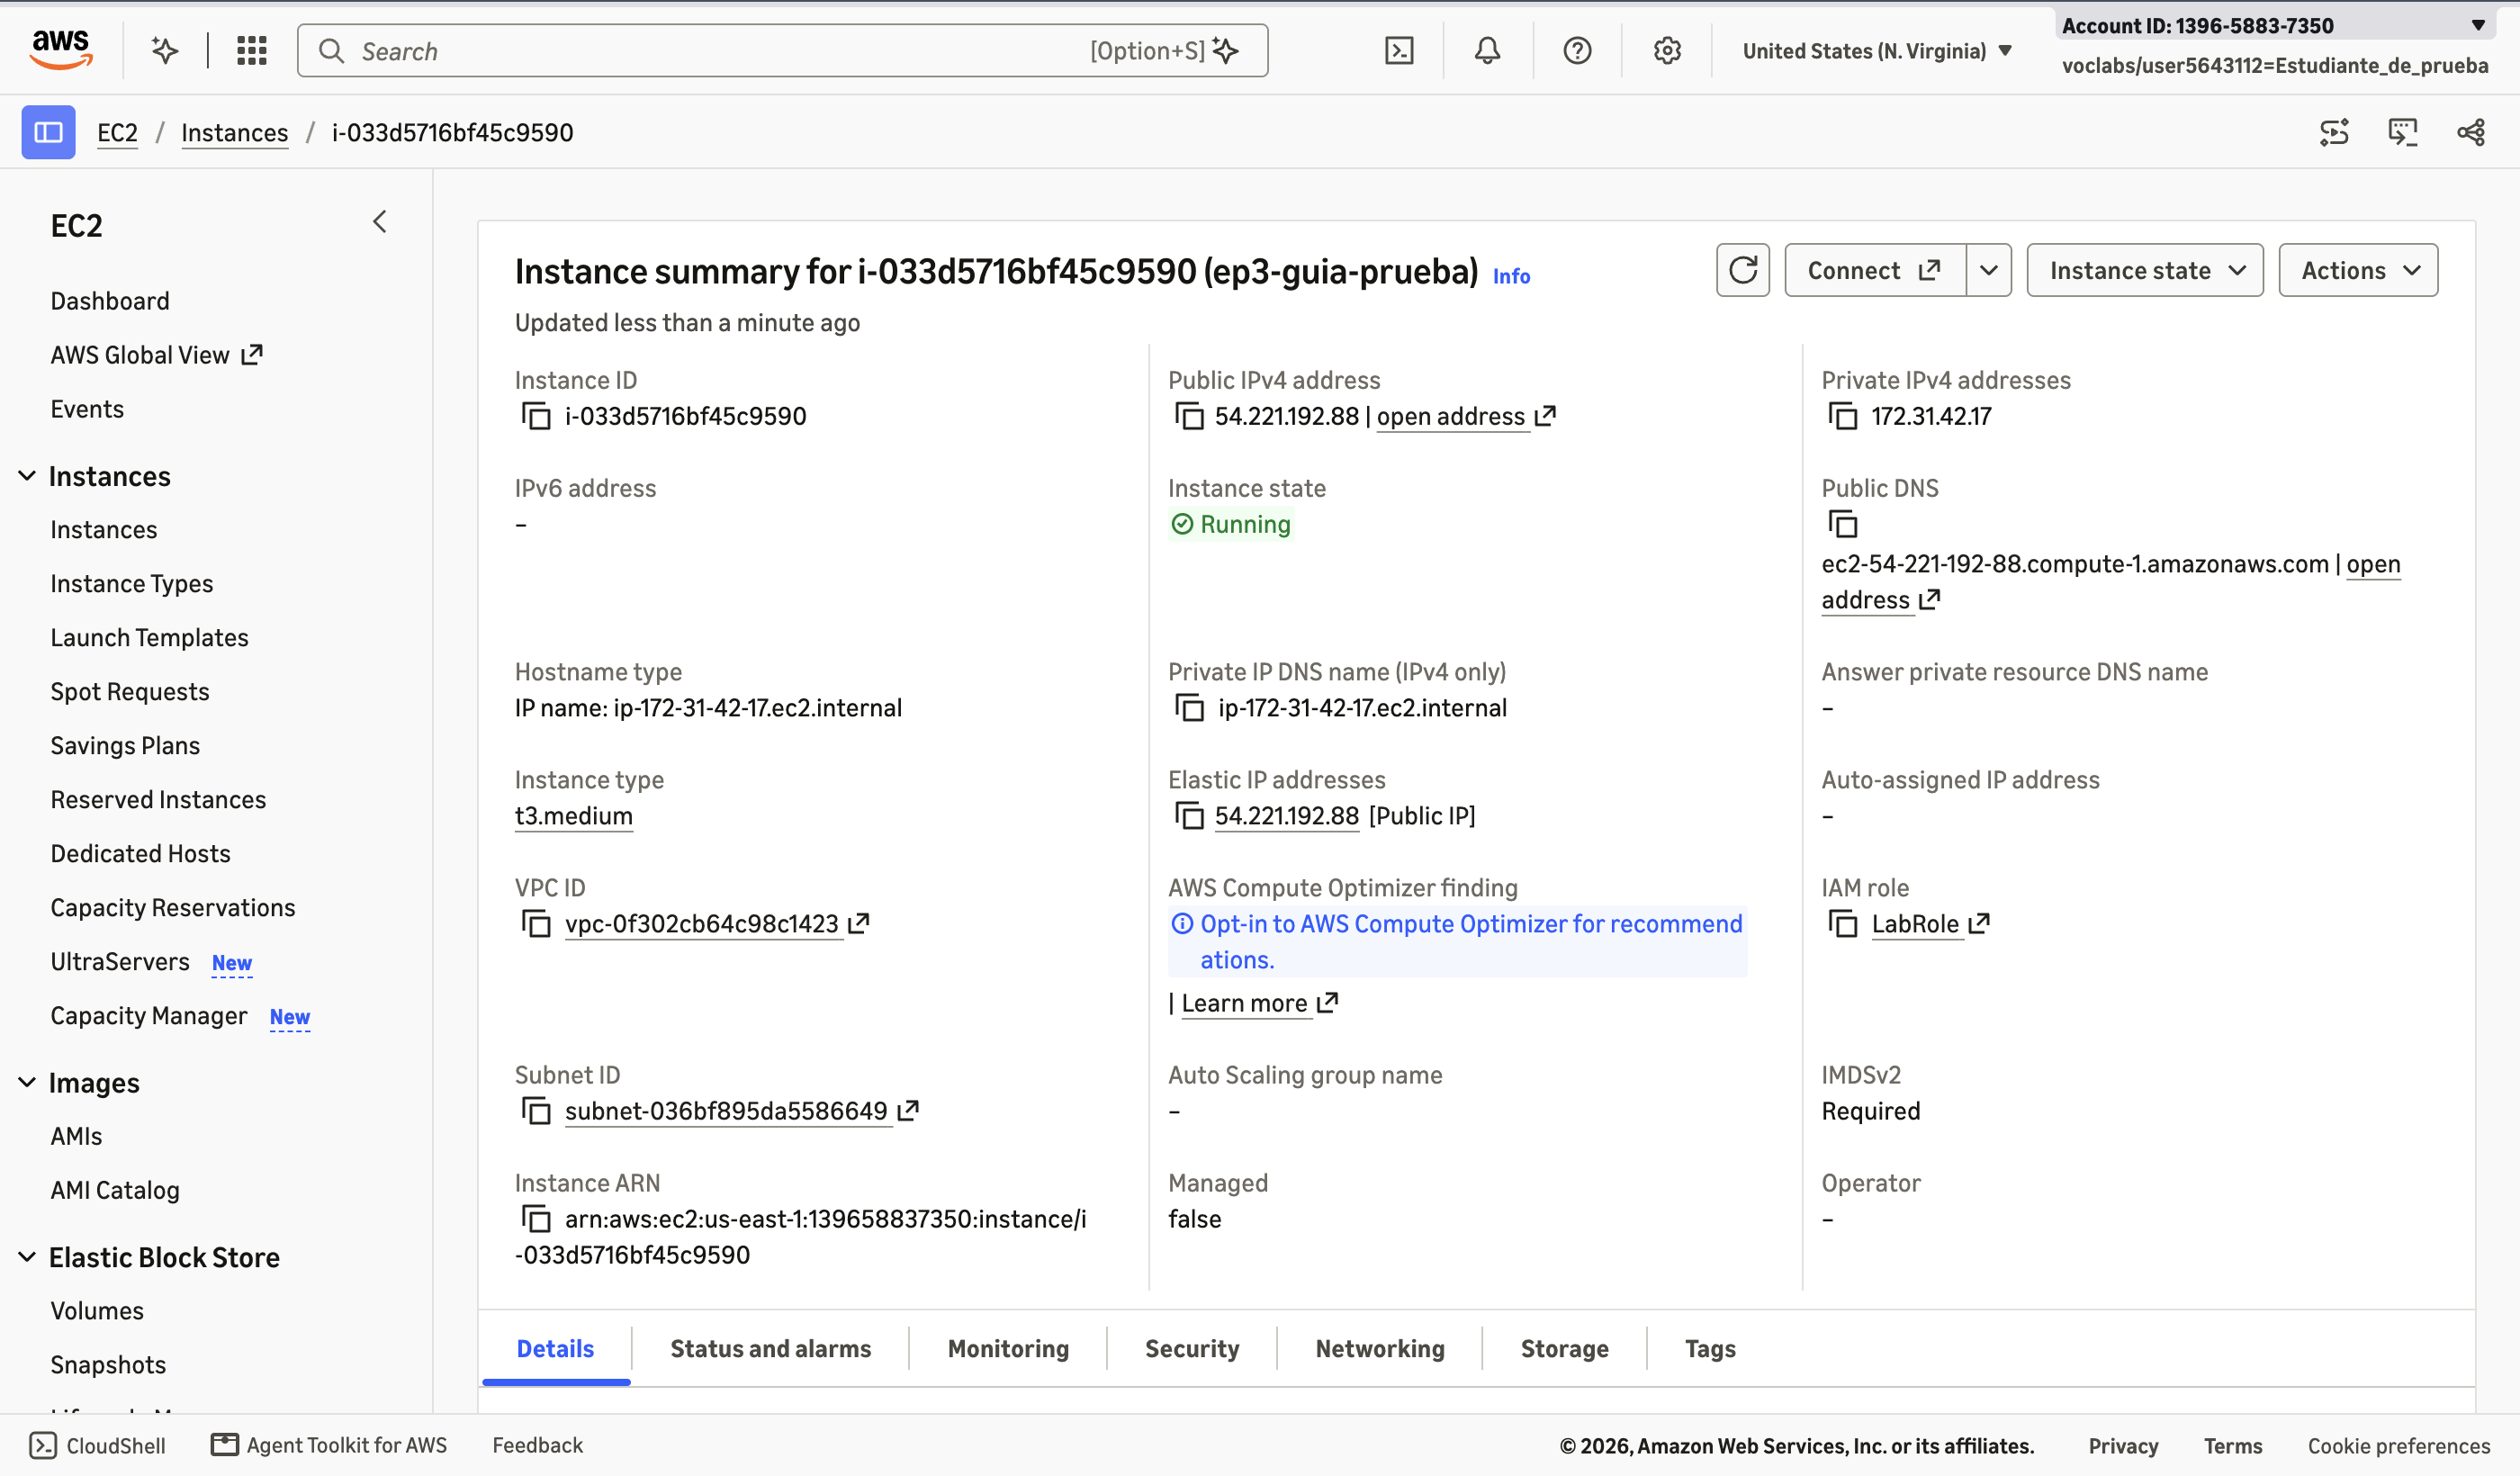 aws
Search
[Option+S]
United States (N. Virginia)
Account ID: 1396-5883-7350
voclabs/user5643112=Estudiante_de_prueba
EC2 / Instances / i-033d5716bf45c9590
EC2
Dashboard
AWS Global View
Events
Instances
Instances
Instance Types
Launch Templates
Spot Requests
Savings Plans
Reserved Instances
Dedicated Hosts
Capacity Reservations
UltraServers New
Capacity Manager New
Images
AMIs
AMI Catalog
Elastic Block Store
Volumes
Snapshots
Instance summary for i-033d5716bf45c9590 (ep3-guia-prueba) Info
Updated less than a minute ago
Connect
Instance state
Actions
Instance ID
i-033d5716bf45c9590
Public IPv4 address
54.221.192.88 | open address
Private IPv4 addresses
172.31.42.17
IPv6 address
–
Instance state
Running
Public DNS
ec2-54-221-192-88.compute-1.amazonaws.com | open
address
Hostname type
IP name: ip-172-31-42-17.ec2.internal
Private IP DNS name (IPv4 only)
ip-172-31-42-17.ec2.internal
Answer private resource DNS name
–
Instance type
t3.medium
Elastic IP addresses
54.221.192.88 [Public IP]
Auto-assigned IP address
–
VPC ID
vpc-0f302cb64c98c1423
AWS Compute Optimizer finding
Opt-in to AWS Compute Optimizer for recommend
ations.
| Learn more
IAM role
LabRole
Subnet ID
subnet-036bf895da5586649
Auto Scaling group name
–
IMDSv2
Required
Instance ARN
arn:aws:ec2:us-east-1:139658837350:instance/i
-033d5716bf45c9590
Managed
false
Operator
–
Details
Status and alarms
Monitoring
Security
Networking
Storage
Tags
CloudShell
Agent Toolkit for AWS
Feedback
© 2026, Amazon Web Services, Inc. or its affiliates.
Privacy
Terms
Cookie preferences